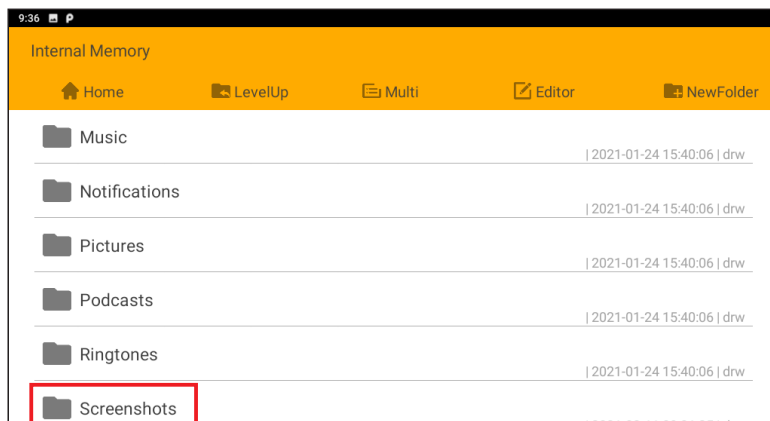 9:36
Internal Memory
Home LevelUp Multi Editor NewFolder
Music
| 2021-01-24 15:40:06 | drw
Notifications
| 2021-01-24 15:40:06 | drw
Pictures
| 2021-01-24 15:40:06 | drw
Podcasts
| 2021-01-24 15:40:06 | drw
Ringtones
| 2021-01-24 15:40:06 | drw
Screenshots